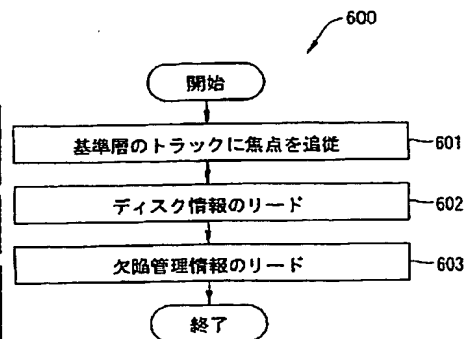 600
開始
基準層のトラックに焦点を追従
601
ディスク情報のリード
602
欠陥管理情報のリード
603
終了